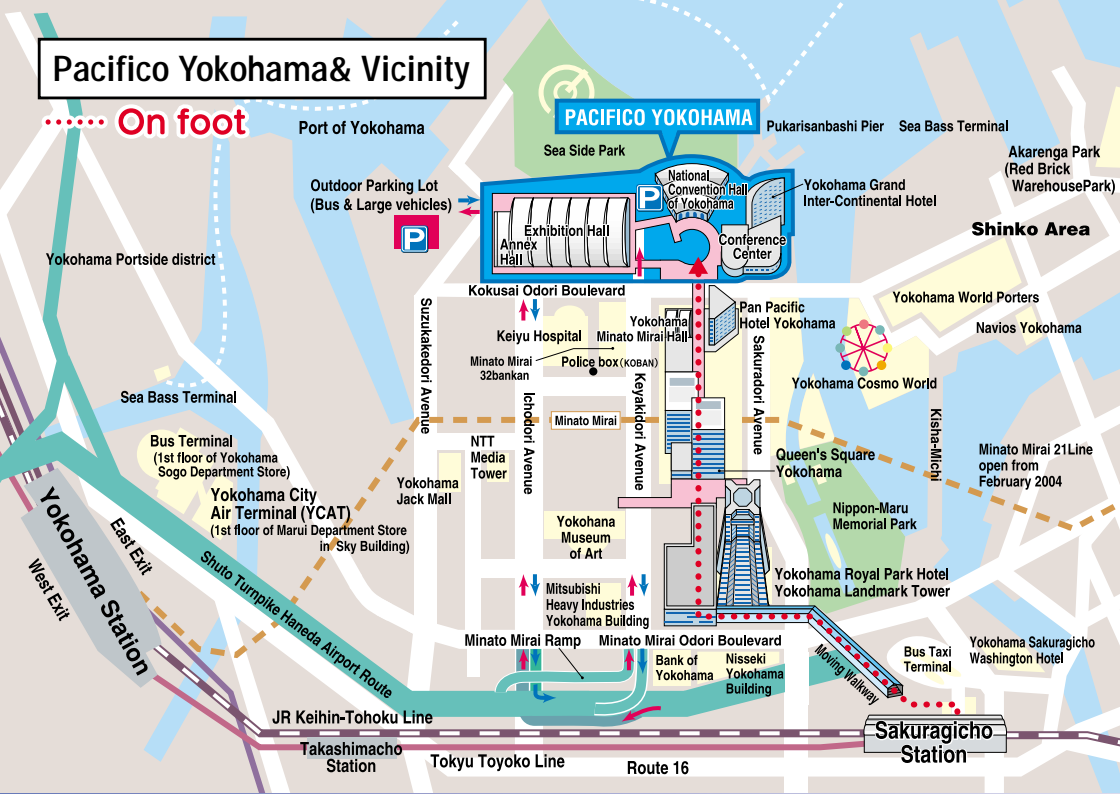 Pacifico Yokohama& Vicinity
On foot
Port of Yokohama
PACIFICO YOKOHAMA
Sea Side Park
Pukarisanbashi Pier
Sea Bass Terminal
Akarenga Park
(Red Brick
WarehousePark)
Outdoor Parking Lot
(Bus & Large vehicles)
P
National
Convention Hall
of Yokohama
P
Yokohama Grand
Inter-Continental Hotel
Exhibition Hall
Annex
Hall
Conference
Center
Shinko Area
Yokohama Portside district
Kokusai Odori Boulevard
Yokohama World Porters
Navios Yokohama
Suzukakedori Avenue
Keiyu Hospital
Yokohama
Minato Mirai Hall
Pan Pacific
Hotel Yokohama
Minato Mirai
32bankan
Police box(KOBAN)
Sakuradori Avenue
Yokohama Cosmo World
Sea Bass Terminal
Ichodori Avenue
Keyakidori Avenue
Minato Mirai
Kisha-Michi
Bus Terminal
(1st floor of Yokohama
Sogo Department Store)
NTT
Media
Tower
Yokohama
Jack Mall
Queen's Square
Yokohama
Minato Mirai 21Line
open from
February 2004
Yokohama City
Air Terminal (YCAT)
(1st floor of Marui Department Store
in Sky Building)
Yokohana
Museum
of Art
Nippon-Maru
Memorial Park
East Exit
Yokohama Station
West Exit
Shuto Turnpike Haneda Airport Route
Mitsubishi
Heavy Industries
Yokohama Building
Yokohama Royal Park Hotel
Yokohama Landmark Tower
Minato Mirai Ramp
Minato Mirai Odori Boulevard
Bank of
Yokohama
Nisseki
Yokohama
Building
Moving Walkway
Bus Taxi
Terminal
Yokohama Sakuragicho
Washington Hotel
JR Keihin-Tohoku Line
Takashimacho
Station
Tokyu Toyoko Line
Route 16
Sakuragicho
Station